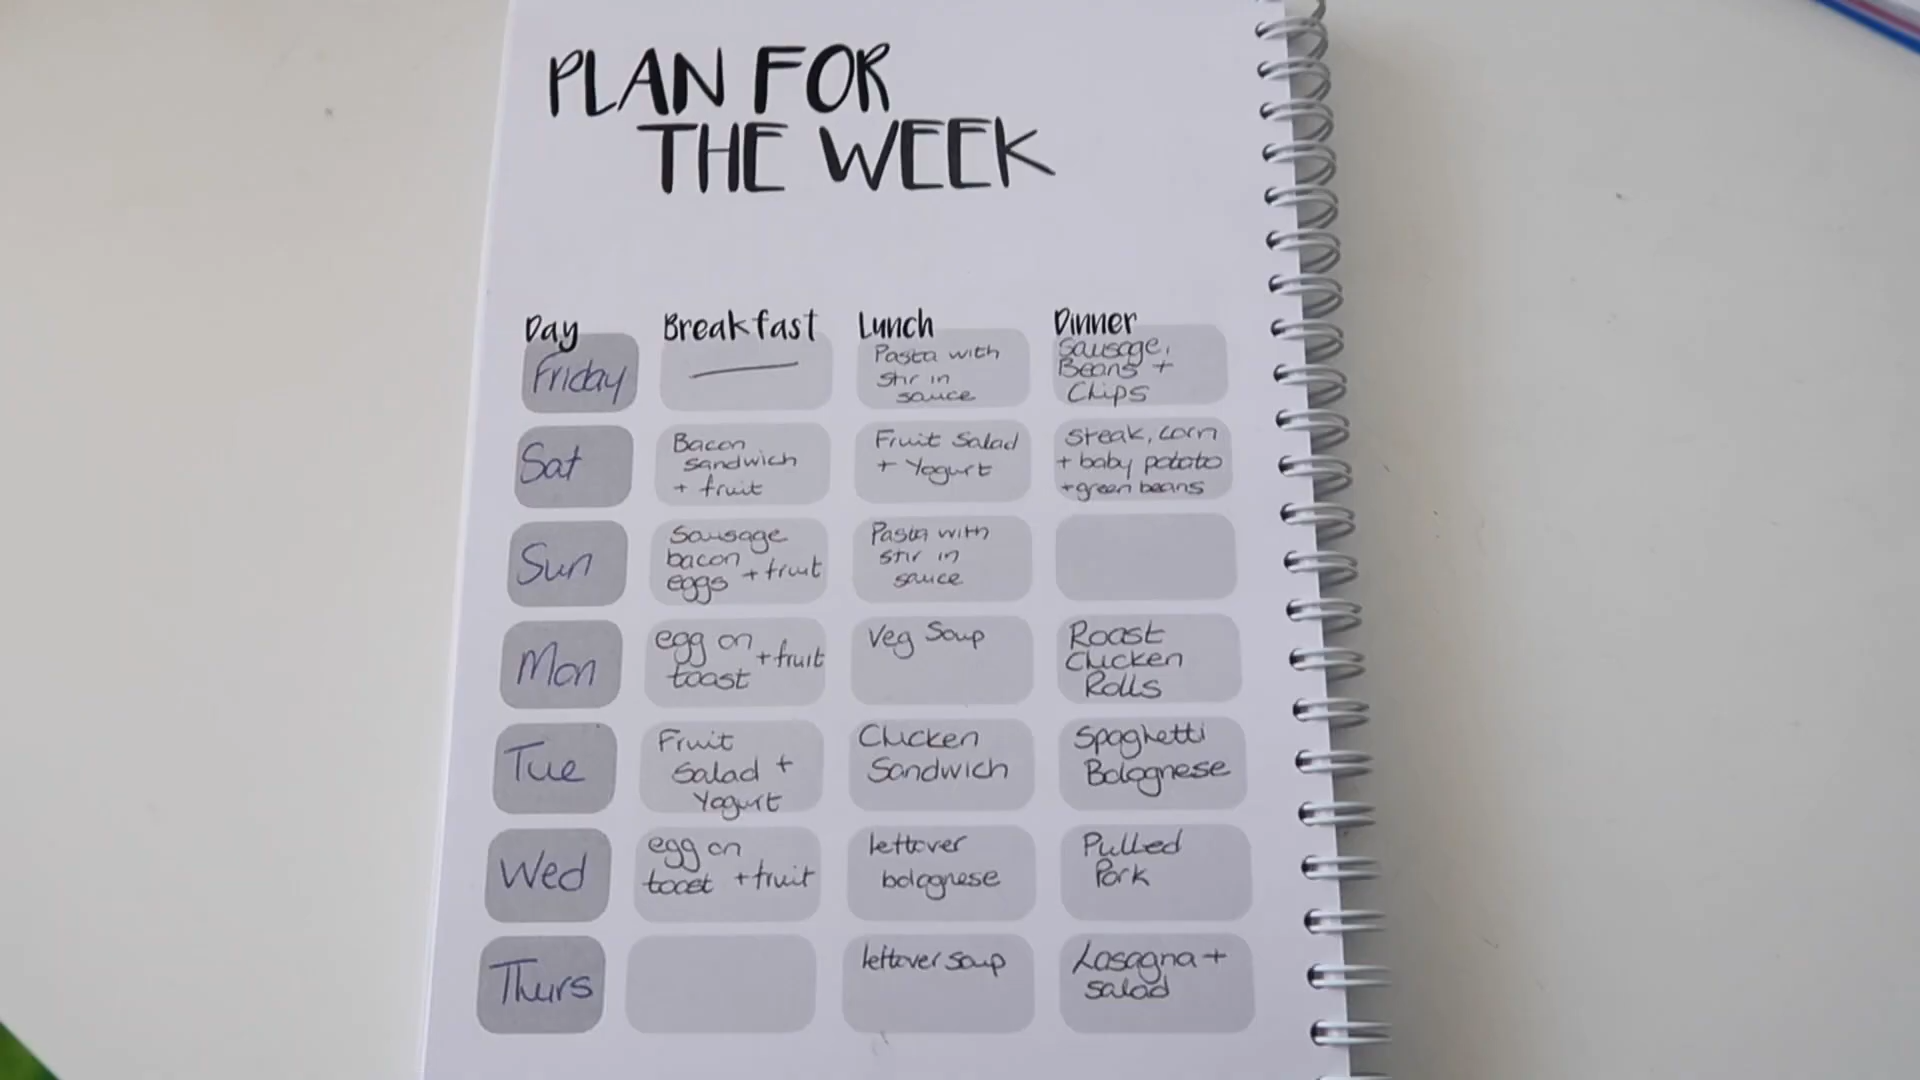 PLAN FOR
THE WEEK
Day Breakfast Lunch Dinner
Friday
Pasta with
stir in
sauce
Sausage,
Beans +
Chips
Sat
Bacon
sandwich
+ fruit
Fruit Salad
+ Yogurt
Steak, corn
+ baby potato
+green beans
Sun
Sausage
bacon
eggs + fruit
Pasta with
stir in
sauce
Mon
egg on
toast + fruit
Veg Soup
Roast
Chicken
Rolls
Tue
Fruit
Salad +
Yogurt
Chicken
Sandwich
Spaghetti
Bolognese
Wed
egg on
toast + fruit
leftover
bolognese
Pulled
Pork
Thurs
leftover soup
Lasagna +
salad